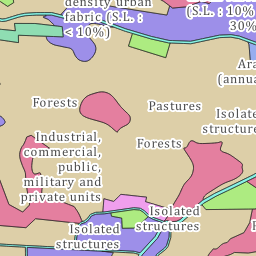 density urban
fabric (S.L. :
< 10%)
(S.L. : 10%
30%
Ara
(annua
Forests
Pastures
Isolate
structures
Industrial,
commercial,
public,
military and
private units
Forests
Isolated
structures
Isolated
structures